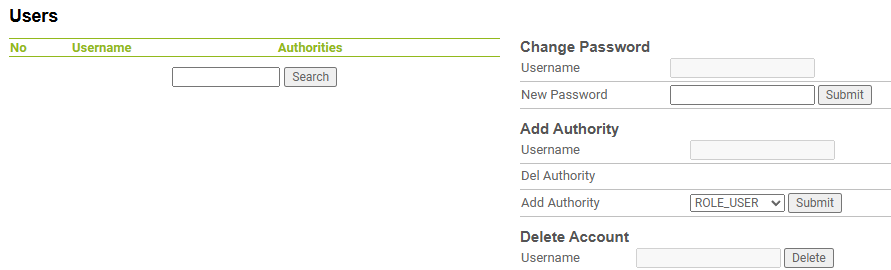 Users
No Username Authorities
Search
Change Password
Username
New Password Submit
Add Authority
Username
Del Authority
Add Authority ROLE_USER Submit
Delete Account
Username Delete